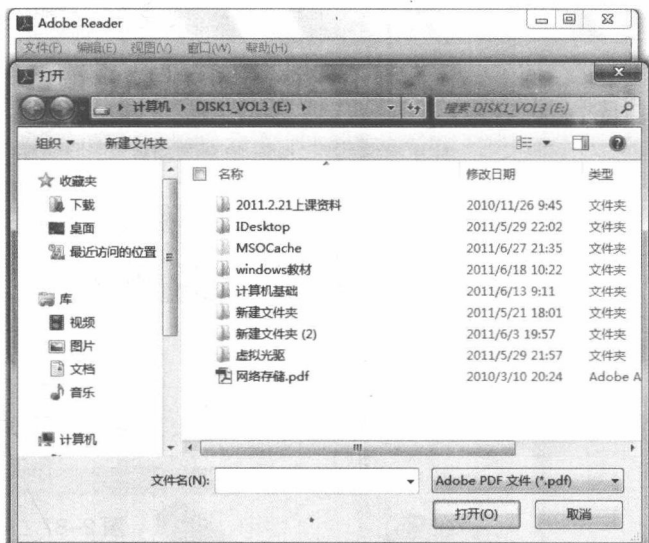 Adobe Reader
文件(F) 编辑(E) 视图(V) 窗口(W) 帮助(H)
打开
计算机 DISK1_VOL3 (E:) 搜索 DISK1_VOL3 (E:)
组织 新建文件夹
收藏夹
下载
桌面
最近访问的位置
库
视频
图片
文档
音乐
计算机
名称 修改日期 类型
2011.2.21上课资料 2010/11/26 9:45 文件夹
IDesktop 2011/5/29 22:02 文件夹
MSOCache 2011/6/27 21:35 文件夹
windows教材 2011/6/18 10:22 文件夹
计算机基础 2011/6/13 9:11 文件夹
新建文件夹 2011/5/21 18:01 文件夹
新建文件夹 (2) 2011/6/3 19:57 文件夹
虚拟光驱 2011/5/29 21:57 文件夹
网络存储.pdf 2010/3/10 20:24 Adobe A
文件名(N): Adobe PDF 文件 (*.pdf)
打开(O) 取消